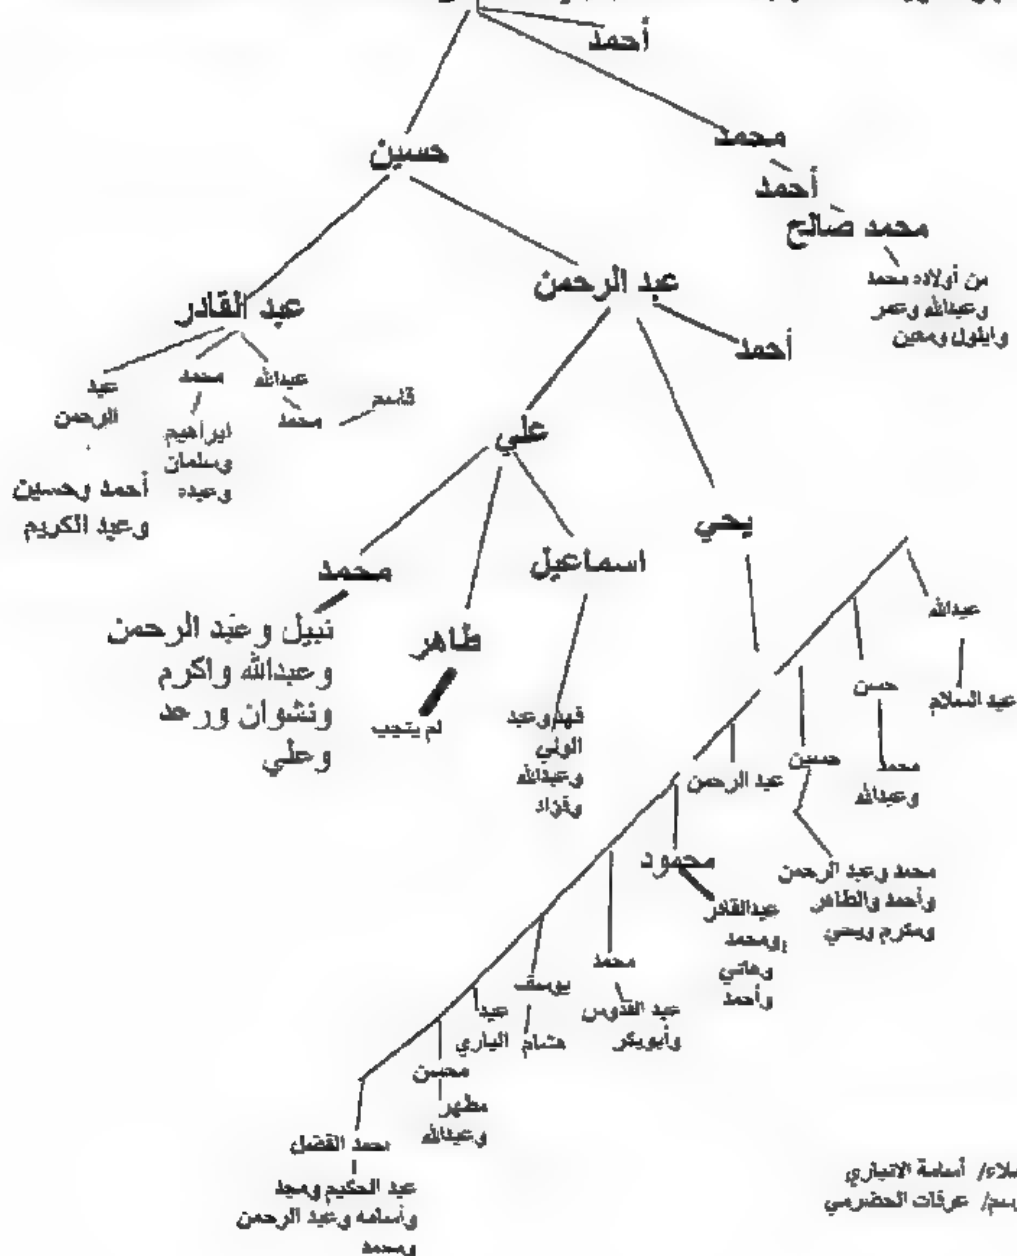 أحمد
محمد
حسين
أحمد
محمد صالح
من أولاده محمد
وعبدالله وعمر
وايلول ومعين
عبد الرحمن
عبد القادر
أحمد
عبد
الرحمن
محمد
عبدالله
قاسم
محمد
ابراهيم
وسلمان
وعبده
أحمد وحسين
وعبد الكريم
علي
يحي
محمد
اسماعيل
طاهر
نبيل وعبد الرحمن
وعبدالله واكرم
ونشوان ورعد
وعلي
لم ينجب
فهد وعبد
الولي
وعبدالله
وفؤاد
عبدالله
عبد السلام
حسن
محمد
وعبدالله
حسين
محمد وعبد الرحمن
وأحمد والطاهر
ومكرم ويحي
عبد الرحمن
محمود
عبدالقادر
ومحمد
وهاني
وأحمد
محمد
عبد القدوس
وأبوبكر
يوسف
هشام
عبد
الباري
محسن
مطهر
وعبدالله
محمد الفضل
عبد الحكيم ومجد
وأسامه وعبد الرحمن
ومحمد
أسامة الانباري
عرفات الحضرمي